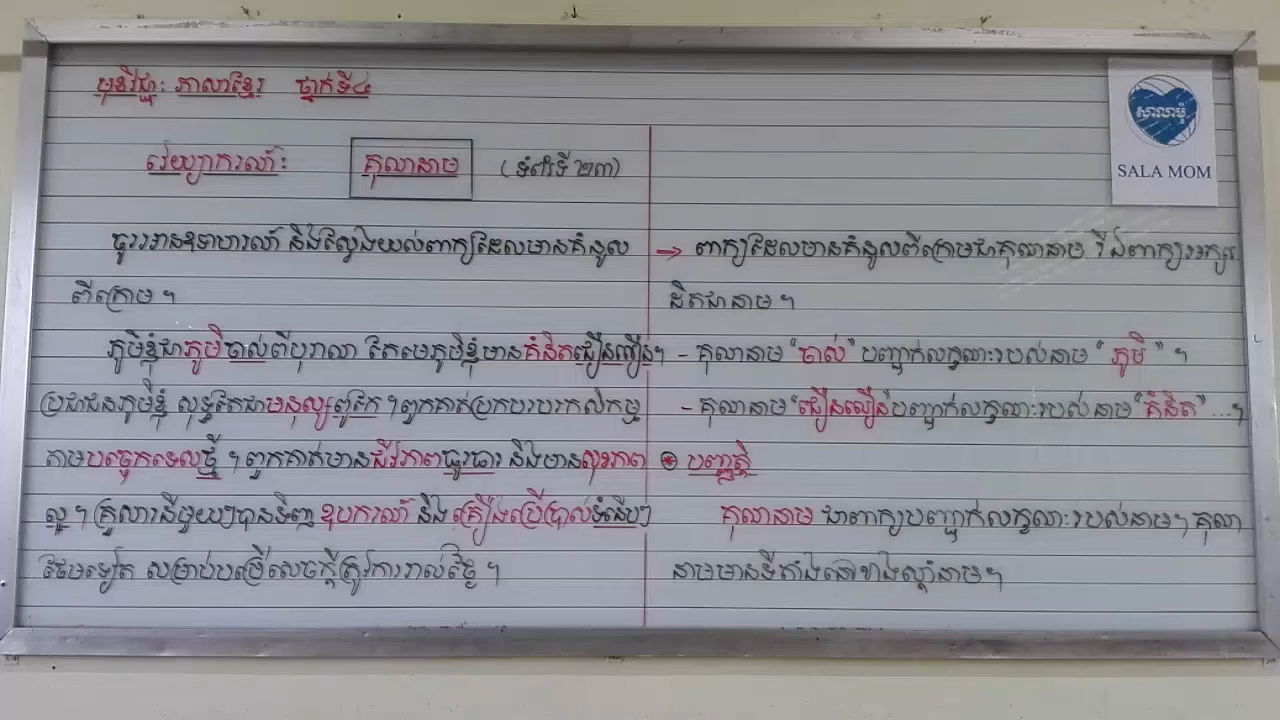 មុខវិជ្ជា: ភាសាខ្មែរ ថ្នាក់ទី៤
វេយ្យាករណ៍: គុណនាម (ទំព័រទី ២៣)
ចូរអានឧទាហរណ៍ និងស្វែងយល់ពាក្យដែលមានគំនូស
ពីក្រោម ។
ភូមិខ្ញុំជាភូមិចាស់ពីបុរាណ តែមេភូមិខ្ញុំមានគំនិតជឿនលឿន។
ប្រជាជនភូមិខ្ញុំ សុទ្ធតែជាមនុស្សពូកែ ។ ពួកគាត់ប្រកបរបរកសិកម្ម
តាមបច្ចេកទេសថ្មី ។ ពួកគាត់មានជីវភាពធូរធារ និងមានសុខភាព
ល្អ ។ គ្រួសារនីមួយៗបានទិញ ឧបករណ៍ និង គ្រឿងប្រើប្រាស់ទំនើបៗ
ថែមទៀត សម្រាប់បម្រើសេចក្ដីត្រូវការរាល់ថ្ងៃ ។
→ ពាក្យដែលមានគំនូសពីក្រោមជាគុណនាម រីឯពាក្យអក្សរ
ដិតជានាម ។
- គុណនាម "ចាស់" បញ្ជាក់លក្ខណៈរបស់នាម " ភូមិ " ។
- គុណនាម "ជឿនលឿន" បញ្ជាក់លក្ខណៈរបស់នាម "គំនិត" ...។
បញ្ញត្តិ
គុណនាម ជាពាក្យបញ្ជាក់លក្ខណៈរបស់នាម។ គុណ
នាមមានទីតាំងនៅខាងស្ដាំនាម។
សាលាមុំ
SALA MOM